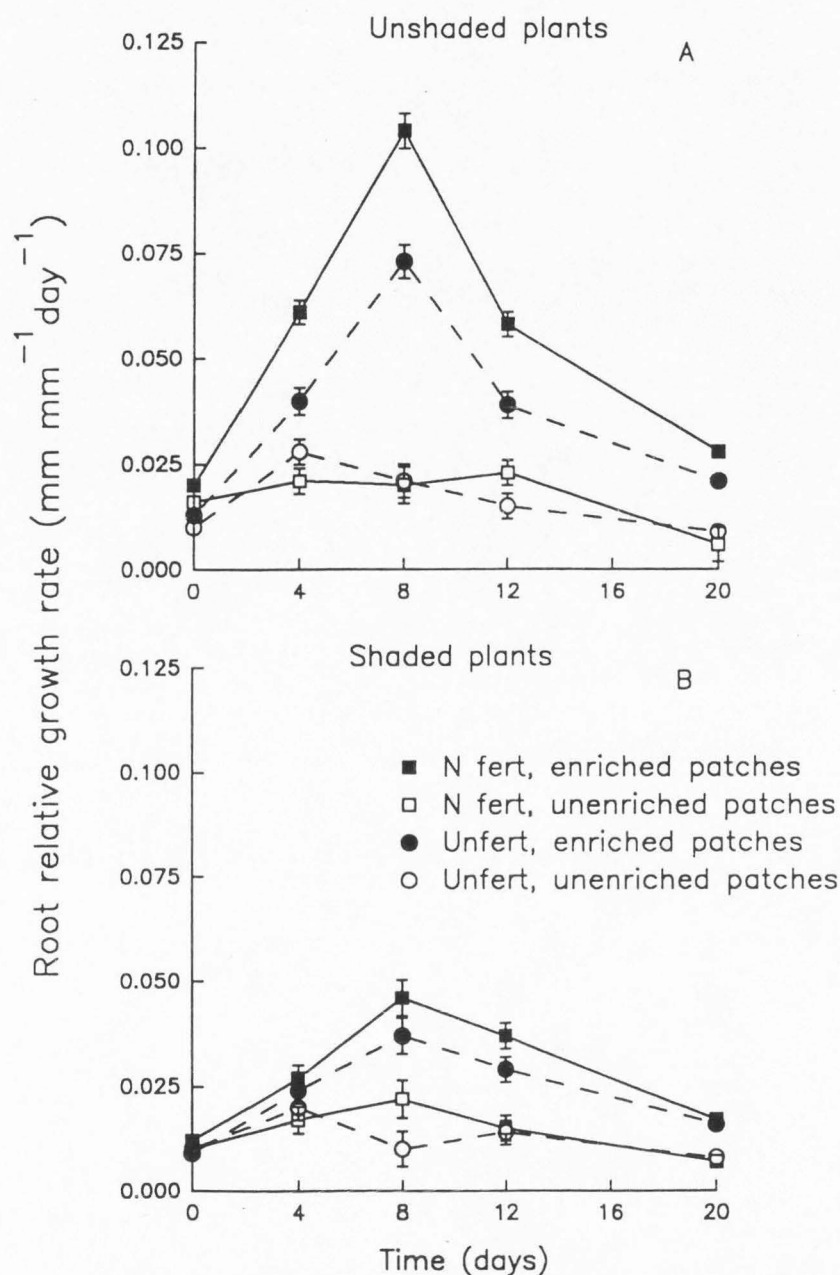 Unshaded plants
A
0.125
0.100
0.075
0.050
0.025
0.000
0 4 8 12 16 20
Root relative growth rate (mm mm⁻¹ day⁻¹)
Shaded plants
B
0.125
0.100
0.075
0.050
0.025
0.000
N fert, enriched patches
N fert, unenriched patches
Unfert, enriched patches
Unfert, unenriched patches
0 4 8 12 16 20
Time (days)